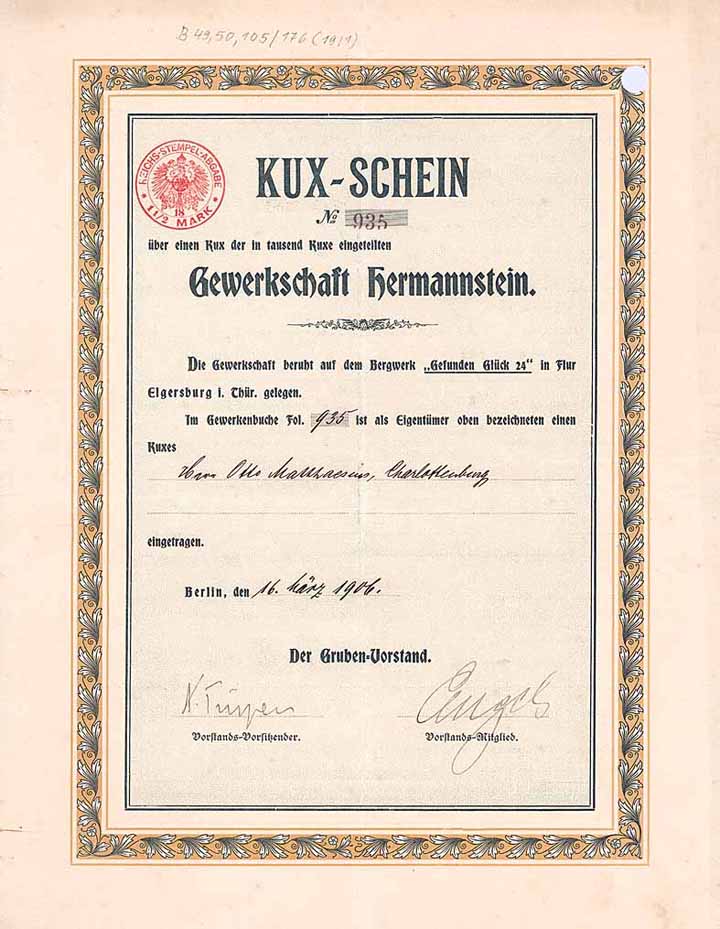 B 49,50,105/176 (1911)
REICHS-STEMPEL-ABGABE
18
1 1/2 MARK
KUX-SCHEIN
No 935
über einen Kux der in tausend Kuxe eingeteilten
Gewerkschaft Hermannstein.
Die Gewerkschaft beruht auf dem Bergwerk „Gefunden Glück 24“ in Flur
Elgersburg i. Thür. gelegen.
Im Gewerkenbuche Fol. 935 ist als Eigentümer oben bezeichneten einen
Kuxes
Herr Otto Matthaesius, Charlottenburg
eingetragen.
Berlin, den 16. März 1906.
Der Gruben-Vorstand.
Engels
Vorstands-Vorsitzender.
Vorstands-Mitglied.